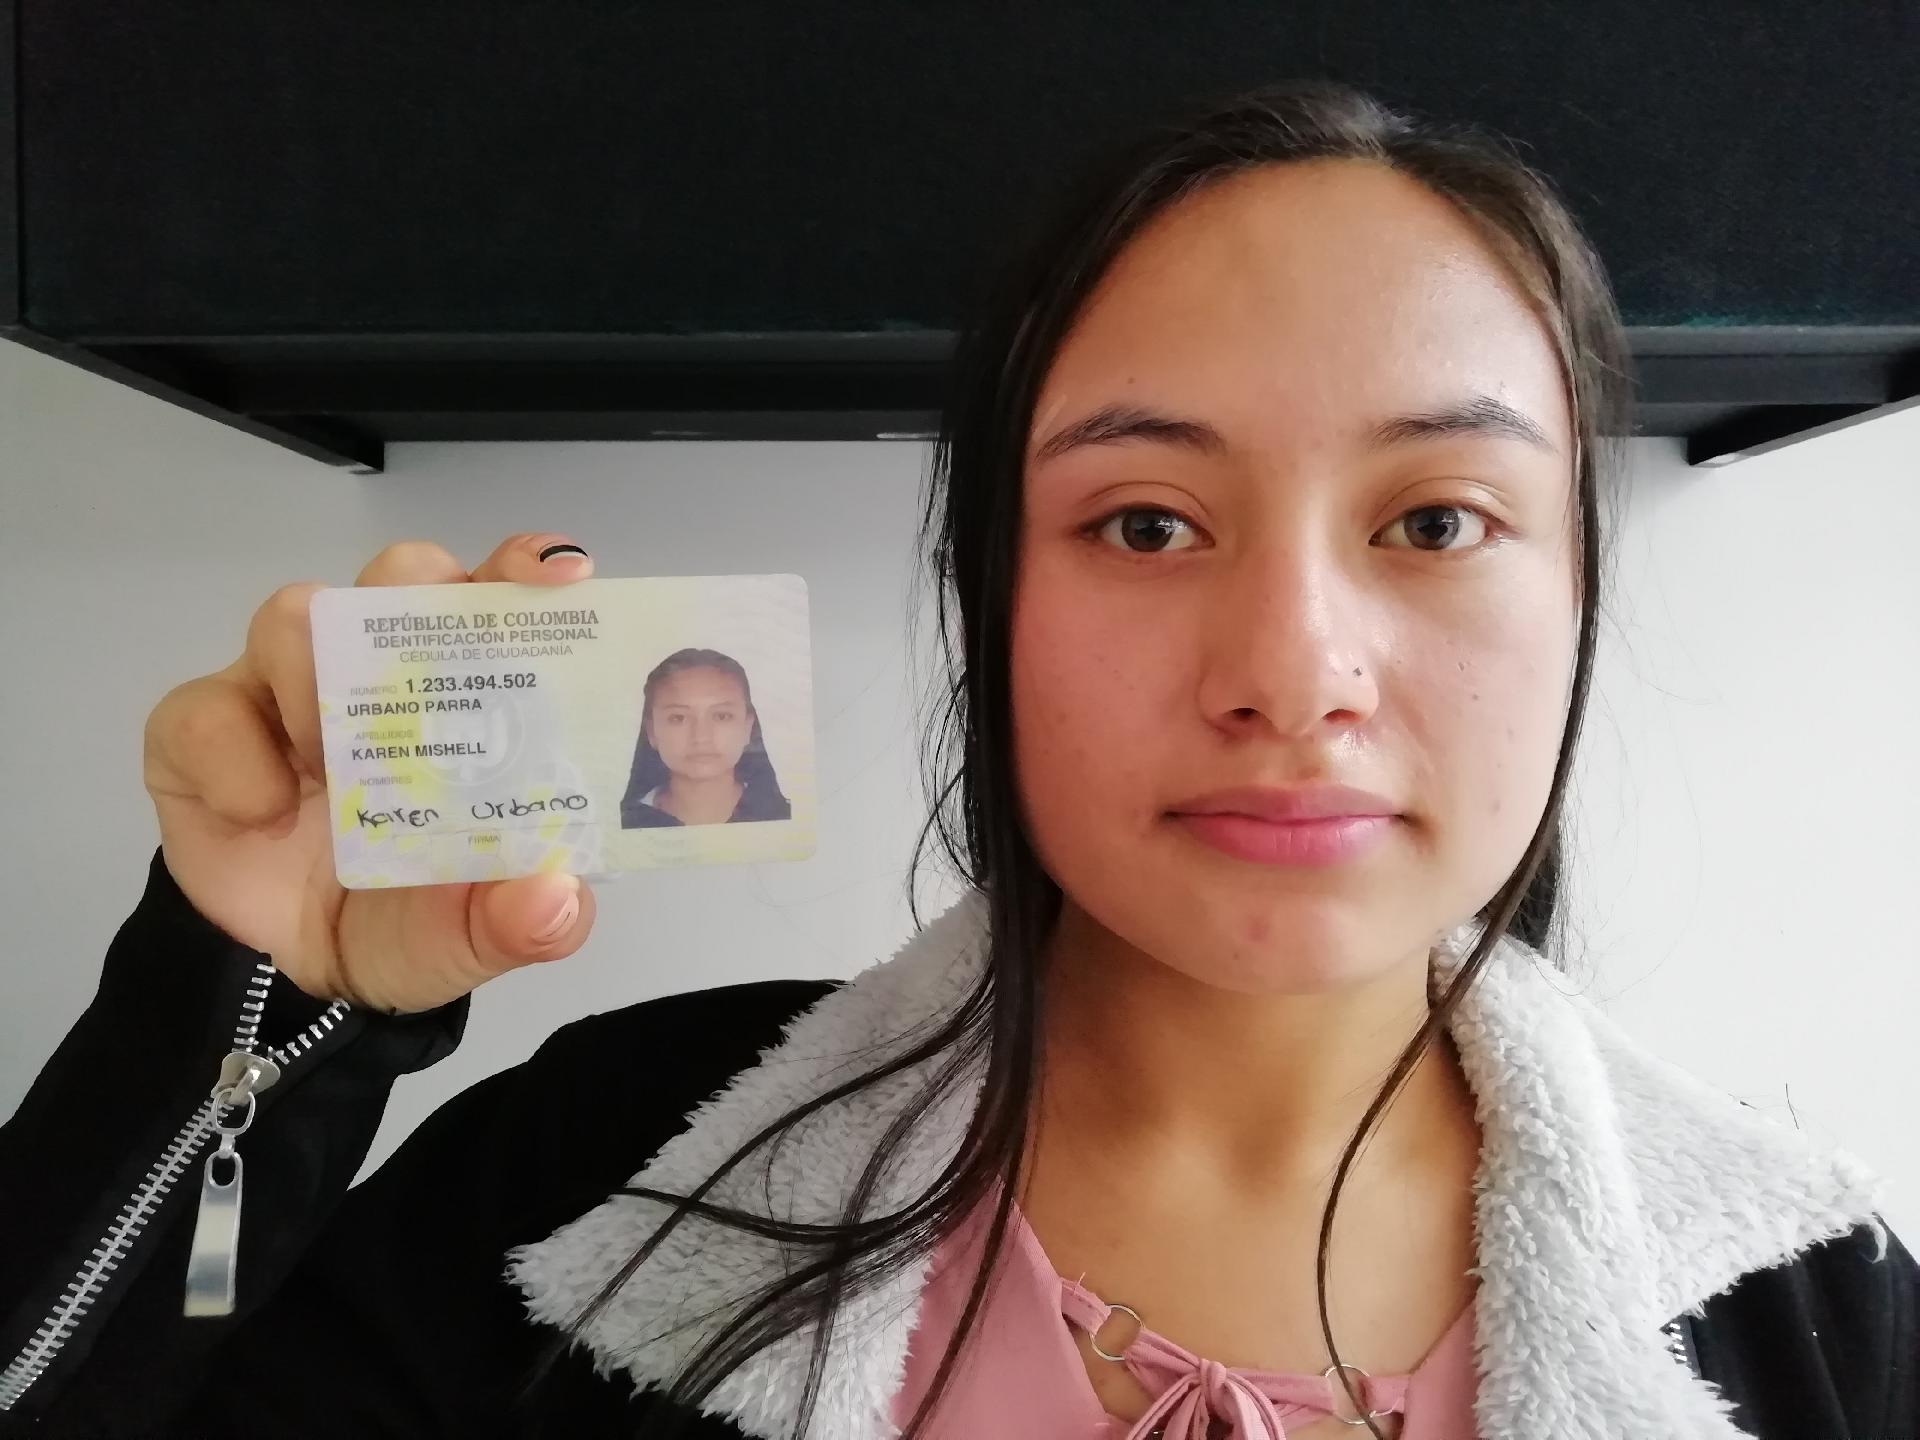 REPÚBLICA DE COLOMBIA
IDENTIFICACIÓN PERSONAL
CÉDULA DE CIUDADANÍA
NUMERO 1.233.494.502
URBANO PARRA
APELLIDOS
KAREN MISHELL
NOMBRES
Karen Urbano
FIRMA